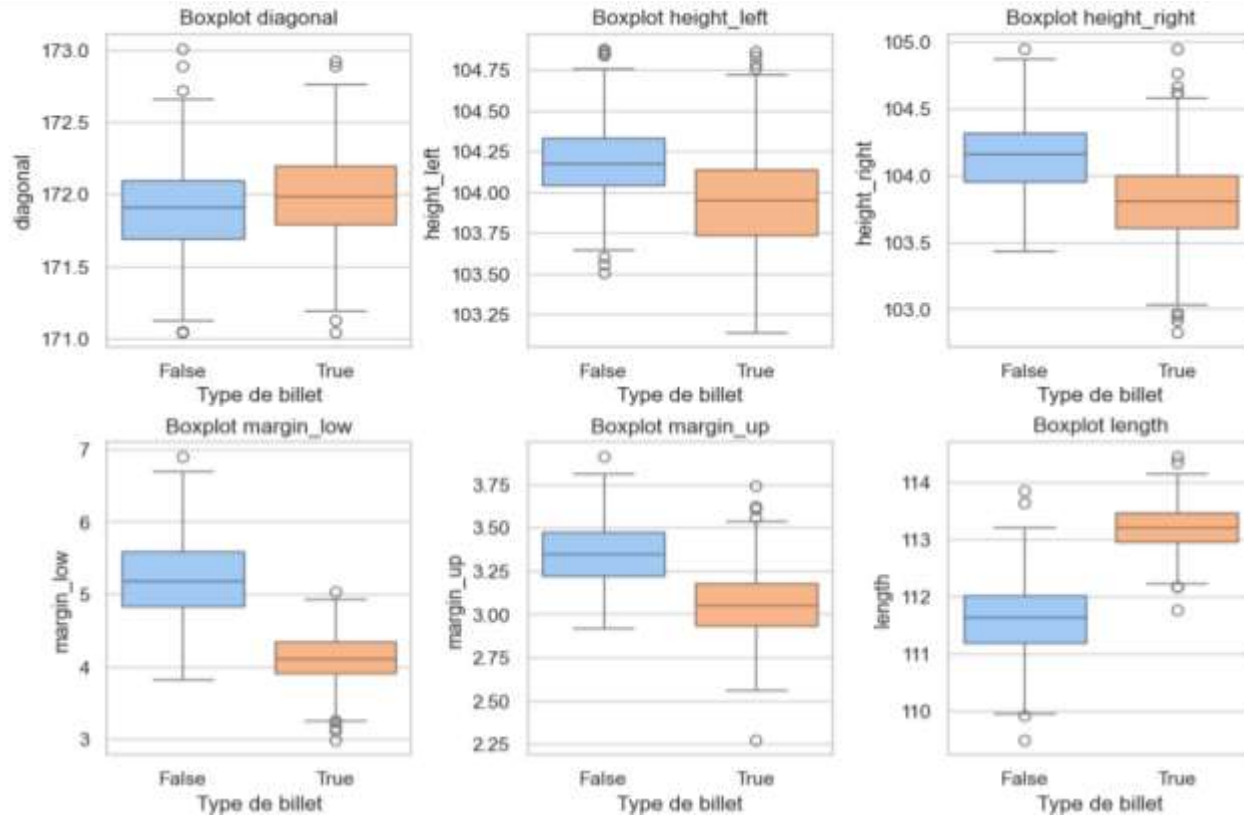 Boxplot diagonal
173.0
172.5
172.0
171.5
171.0
diagonal
False
True
Type de billet
Boxplot height_left
104.75
104.50
104.25
104.00
103.75
103.50
103.25
height_left
False
True
Type de billet
Boxplot height_right
105.0
104.5
104.0
103.5
103.0
height_right
False
True
Type de billet
Boxplot margin_low
7
6
5
4
3
margin_low
False
True
Type de billet
Boxplot margin_up
3.75
3.50
3.25
3.00
2.75
2.50
2.25
margin_up
False
True
Type de billet
Boxplot length
114
113
112
111
110
length
False
True
Type de billet